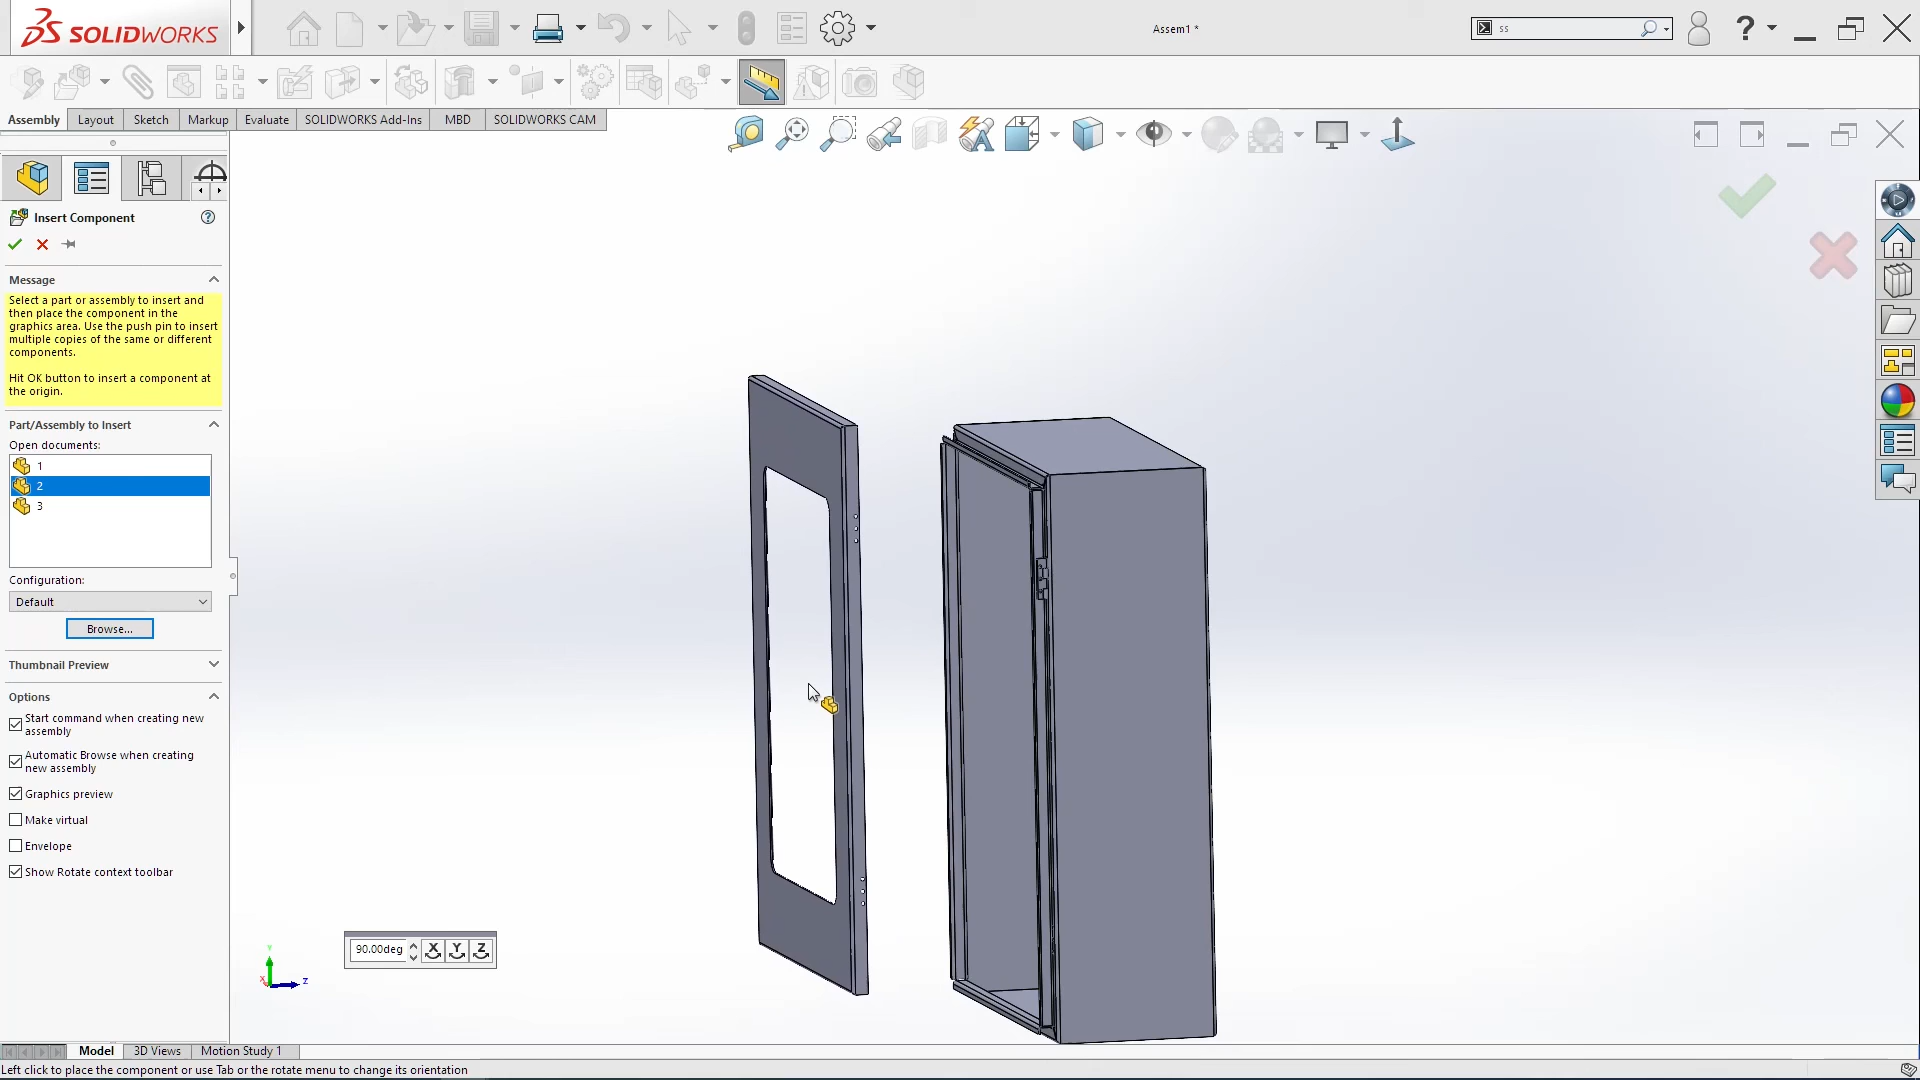 SOLIDWORKS
Assem1 *
ss
?
Assembly
Layout
Sketch
Markup
Evaluate
SOLIDWORKS Add-Ins
MBD
SOLIDWORKS CAM
Insert Component
?
Message
Select a part or assembly to insert and
then place the component in the
graphics area. Use the push pin to insert
multiple copies of the same or different
components.
Hit OK button to insert a component at
the origin.
Part/Assembly to Insert
Open documents:
1
2
3
Configuration:
Default
Browse...
Thumbnail Preview
Options
Start command when creating new
assembly
Automatic Browse when creating
new assembly
Graphics preview
Make virtual
Envelope
Show Rotate context toolbar
90.00deg
X
Y
Z
Y
X
Z
Model
3D Views
Motion Study 1
Left click to place the component or use Tab or the rotate menu to change its orientation